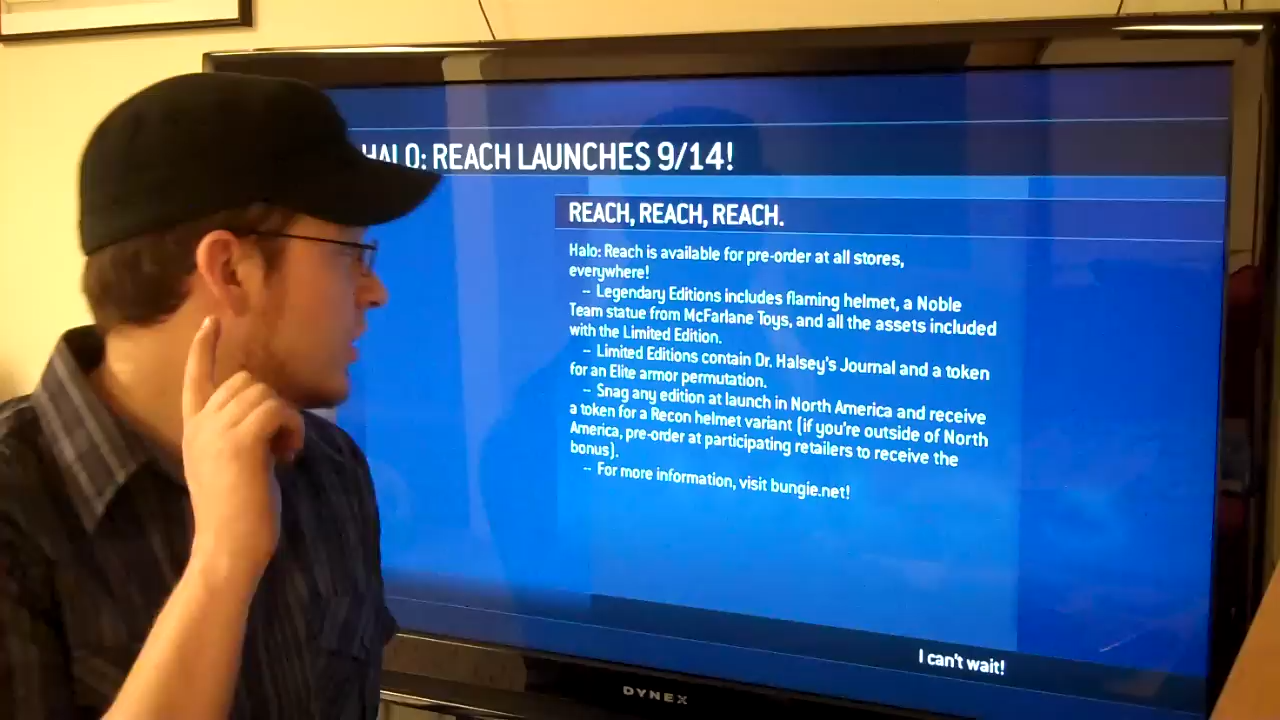 HALO: REACH LAUNCHES 9/14!
REACH, REACH, REACH.
Halo: Reach is available for pre-order at all stores,
everywhere!
– Legendary Editions includes flaming helmet, a Noble
Team statue from McFarlane Toys, and all the assets included
with the Limited Edition.
– Limited Editions contain Dr. Halsey's Journal and a token
for an Elite armor permutation.
– Snag any edition at launch in North America and receive
a token for a Recon helmet variant (if you're outside of North
America, pre-order at participating retailers to receive the
bonus).
– For more information, visit bungie.net!
I can't wait!
DYNEX